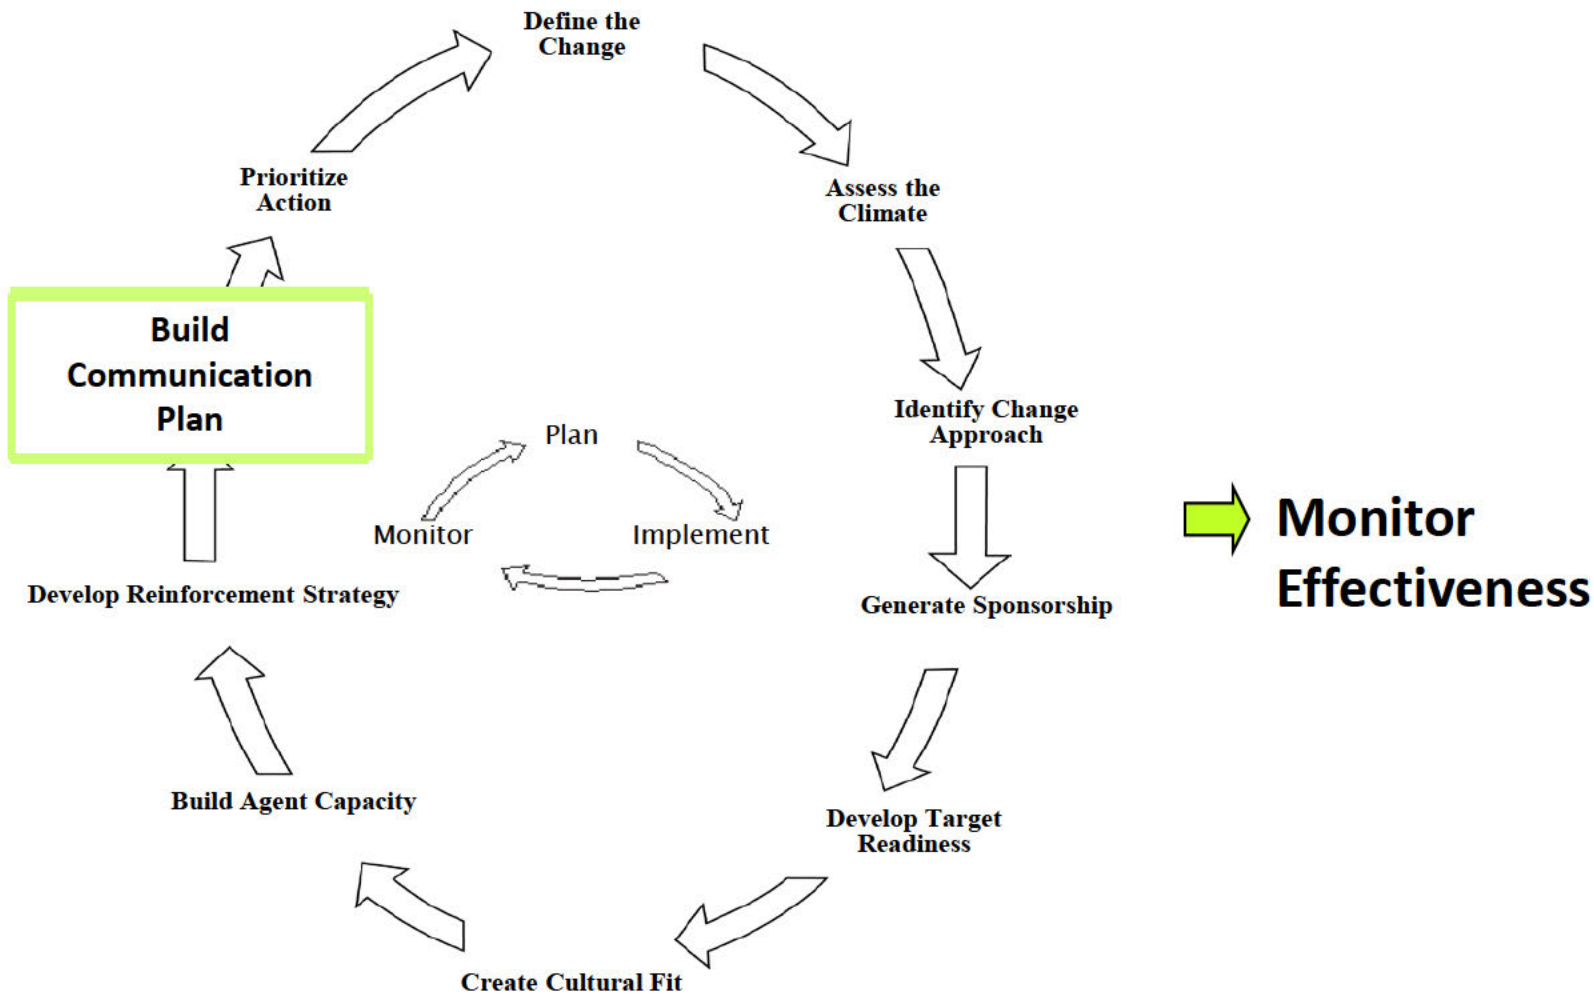 Define the
Change
Assess the
Climate
Identify Change
Approach
Generate Sponsorship
Develop Target
Readiness
Create Cultural Fit
Build Agent Capacity
Develop Reinforcement Strategy
Build
Communication
Plan
Prioritize
Action
Plan
Implement
Monitor
Monitor
Effectiveness